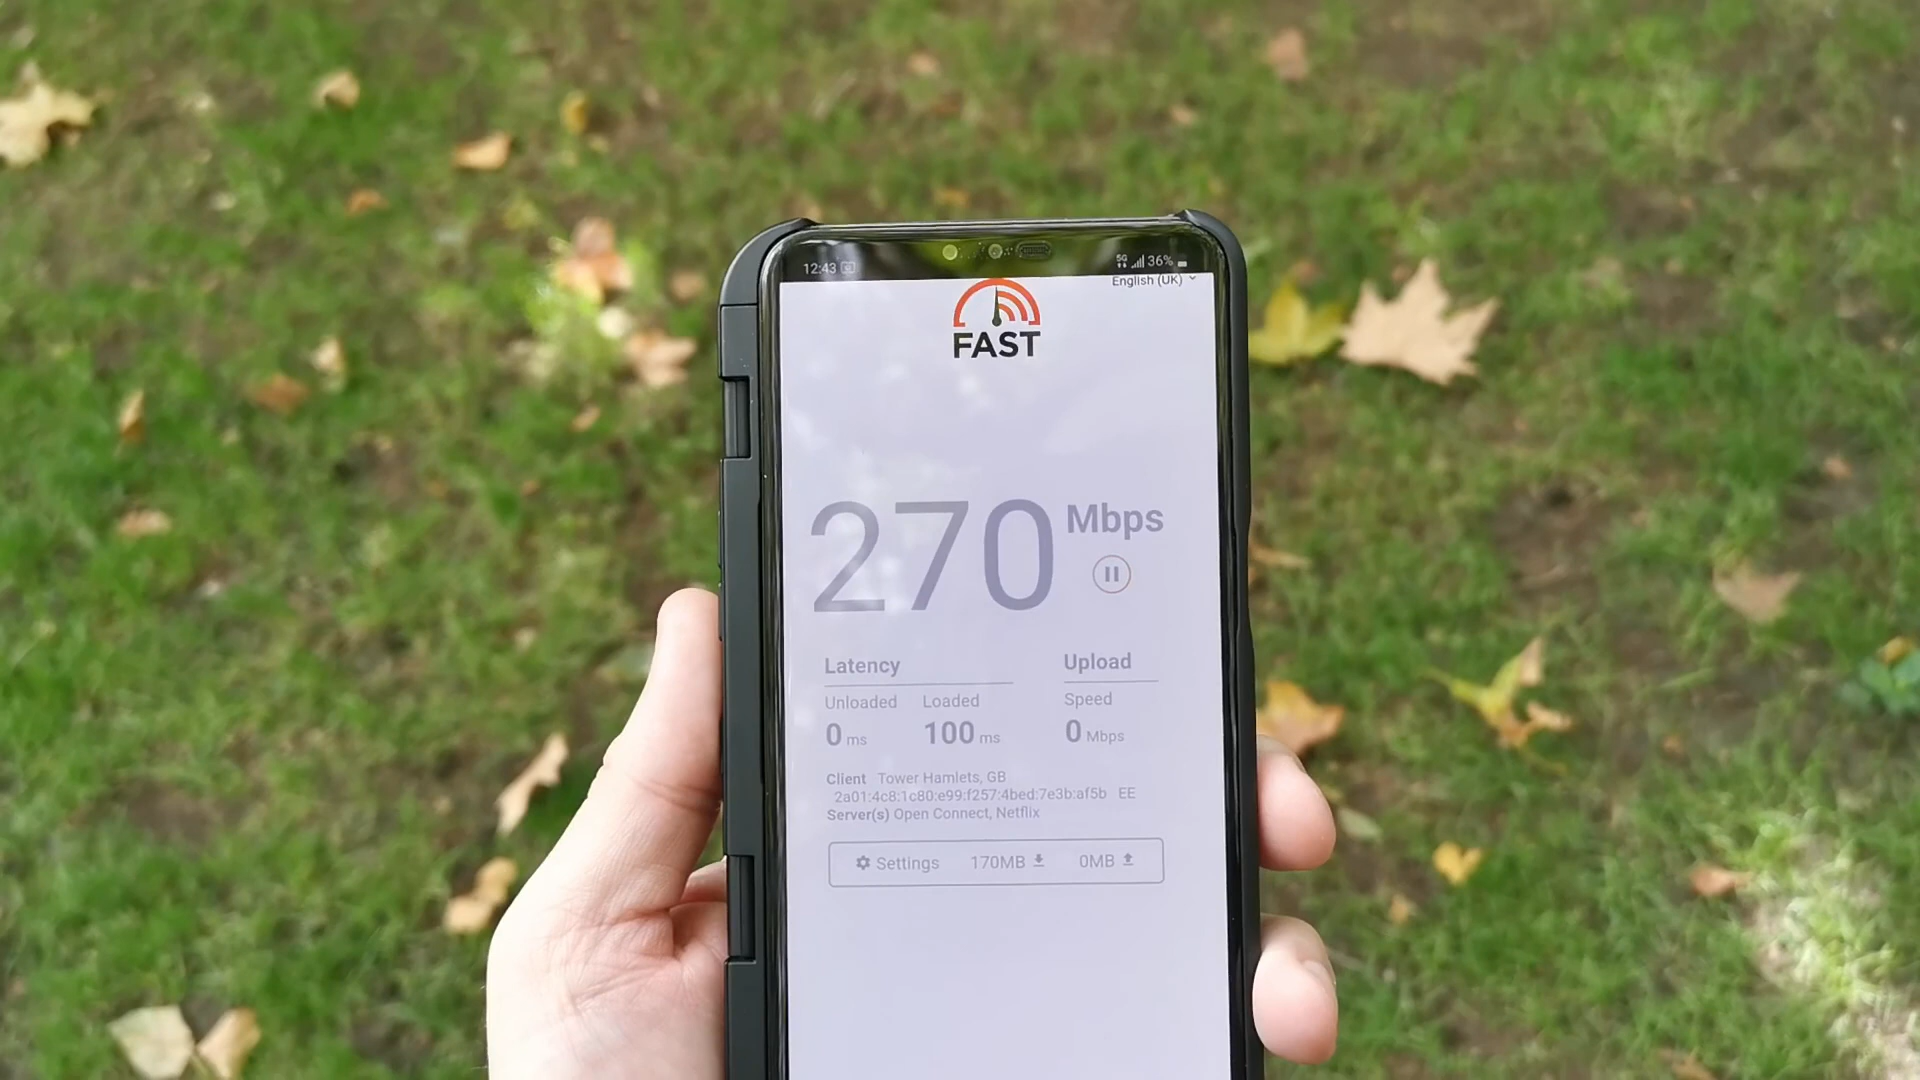 12:43 5G 36%
English (UK)
FAST
270 Mbps
Latency Upload
Unloaded Loaded Speed
0 ms 100 ms 0 Mbps
Client Tower Hamlets, GB
2a01:4c8:1c80:e99:f257:4bed:7e3b:af5b EE
Server(s) Open Connect, Netflix
Settings 170MB 0MB